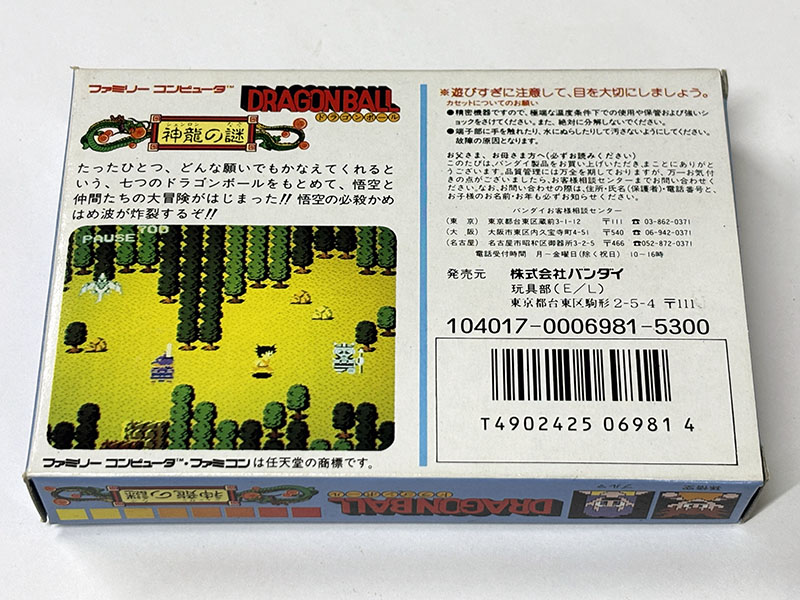 ファミリー コンピュータ™
DRAGON BALL
ドラゴンボール
シェンロン なぞ
神龍の謎
たったひとつ、どんな願いでもかなえてくれると
いう、七つのドラゴンボールをもとめて、悟空と
仲間たちの大冒険がはじまった!! 悟空の必殺かめ
はめ波が炸裂するぞ!!
PAUSE
ファミリー コンピュータ™・ファミコンは任天堂の商標です。
※遊びすぎに注意して、目を大切にしましょう。
カセットについてのお願い
●精密機器ですので、極端な温度条件下での使用や保管および強いシ
ョックをさけてください。また、絶対に分解しないでください。
●端子部に手を触れたり、水にぬらしたりして汚さないようにしてください。
故障の原因となります。
お父さま、お母さま方へ(必ずお読みください)
このたびは、バンダイ製品をお買い上げいただき、まことにありがと
うございます。品質管理には万全を期しておりますが、万一お気付
きの点がございましたら、お客様相談センターまでお問い合わせくだ
さい。なお、お問い合わせの際は、住所・氏名(保護者)・電話番号と、
お子様のお名前・お年も必ずお知らせください。
バンダイお客様相談センター
(東 京) 東京都台東区蔵前3-1-12 〒111 ☎03-862-0371
(大 阪) 大阪市東区内久宝寺町4-51 〒540 ☎06-942-0371
(名古屋) 名古屋市昭和区御器所3-2-5 〒466 ☎052-872-0371
電話受付時間 月―金曜日(除く祝日) 10-16時
発売元 株式会社バンダイ
玩具部(E/L)
東京都台東区駒形2-5-4 〒111
104017-0006981-5300
T4902425 069814
神龍の謎
DRAGON BALL
ドラゴンボール
ブルマ
孫悟空